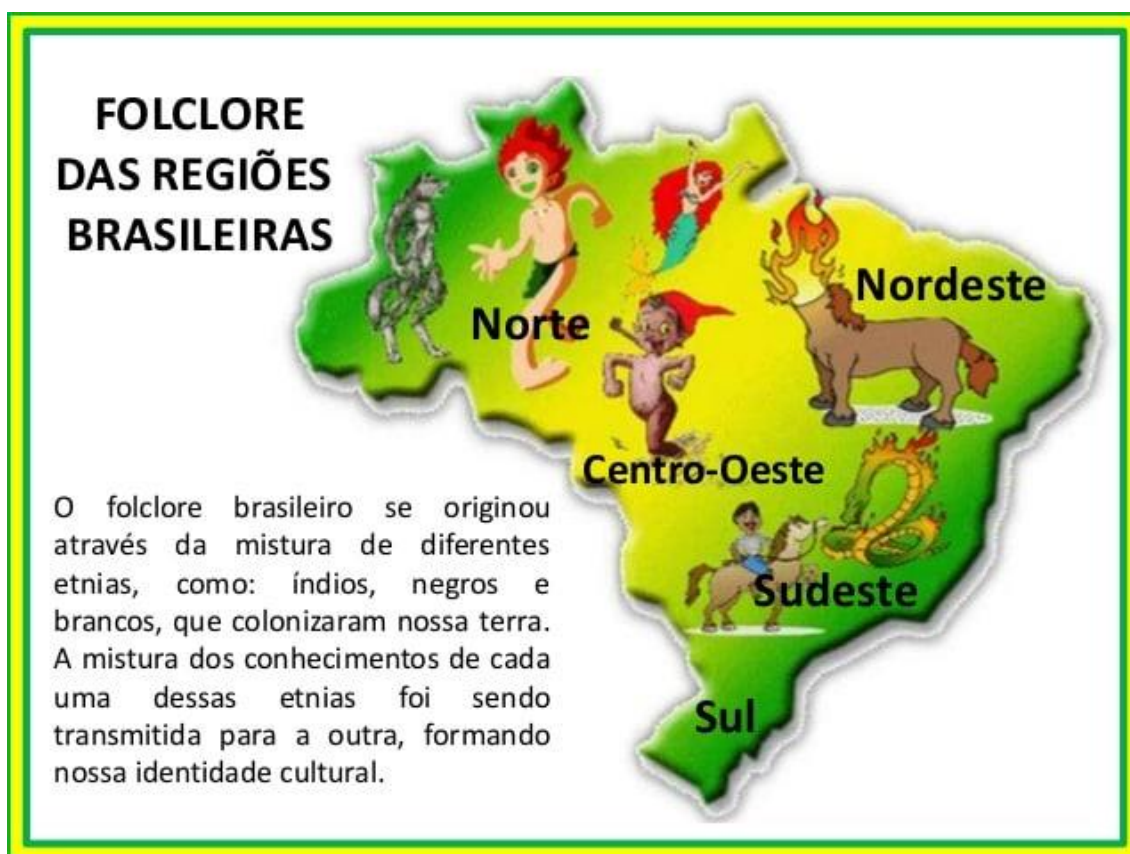 FOLCLORE
DAS REGIÕES
BRASILEIRAS
Nordeste
Norte
Centro-Oeste
O folclore brasileiro se originou
através da mistura de diferentes
etnias, como: índios, negros e
brancos, que colonizaram nossa terra.
A mistura dos conhecimentos de cada
uma dessas etnias foi sendo
transmitida para a outra, formando
nossa identidade cultural.
Sudeste
Sul